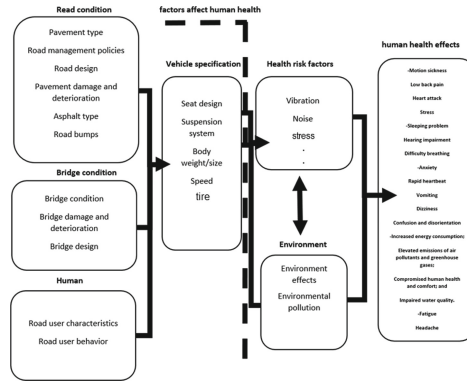 Read condition
Pavement type
Road management policies
Road design
Pavement damage and
deterioration
Asphalt type
Road bumps
Bridge condition
Bridge condition
Bridge damage and
deterioration
Bridge design
Human
Road user characteristics
Road user behavior
factors affect human health
Vehicle specification
Seat design
Suspension
system
Body
weight/size
Speed
tire
Health risk factors
Vibration
Noise
stress
.
.
Environment
Environment
effects
Environmental
pollution
human health effects
-Motion sickness
Low back pain
Heart attack
Stress
-Sleeping problem
Hearing impairment
Difficulty breathing
-Anxiety
Rapid heartbeat
Vomiting
Dizziness
Confusion and disorientation
-Increased energy consumption;
Elevated emissions of air
pollutants and greenhouse
gases;
Compromised human health
and comfort; and
Impaired water quality.
-Fatigue
Headache